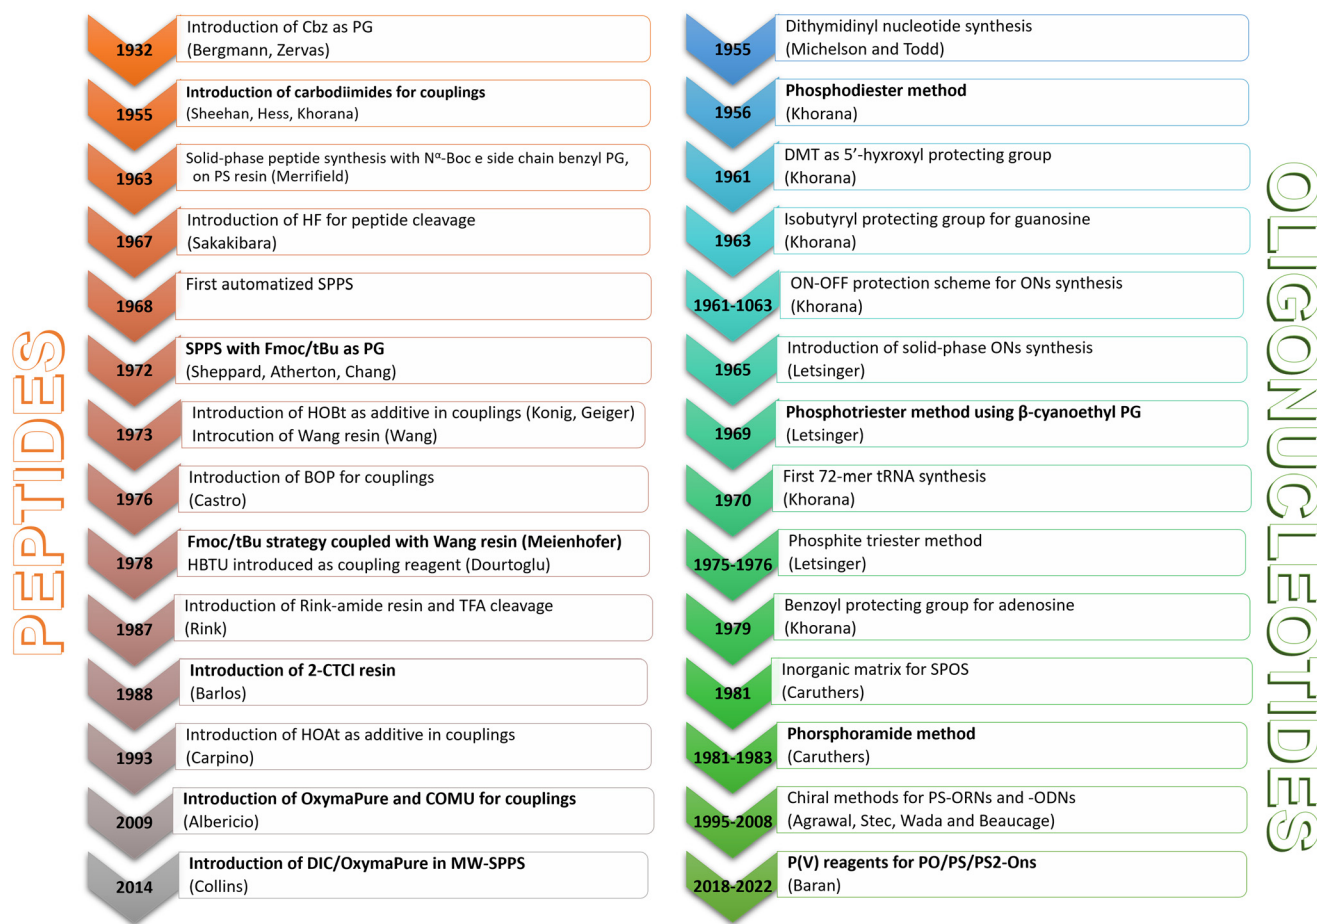 PEPTIDES
1932
Introduction of Cbz as PG
(Bergmann, Zervas)
1955
Introduction of carbodiimides for couplings
(Sheehan, Hess, Khorana)
1963
Solid-phase peptide synthesis with Nᵅ-Boc e side chain benzyl PG,
on PS resin (Merrifield)
1967
Introduction of HF for peptide cleavage
(Sakakibara)
1968
First automatized SPPS
1972
SPPS with Fmoc/tBu as PG
(Sheppard, Atherton, Chang)
1973
Introduction of HOBt as additive in couplings (Konig, Geiger)
Introcution of Wang resin (Wang)
1976
Introduction of BOP for couplings
(Castro)
1978
Fmoc/tBu strategy coupled with Wang resin (Meienhofer)
HBTU introduced as coupling reagent (Dourtoglu)
1987
Introduction of Rink-amide resin and TFA cleavage
(Rink)
1988
Introduction of 2-CTCl resin
(Barlos)
1993
Introduction of HOAt as additive in couplings
(Carpino)
2009
Introduction of OxymaPure and COMU for couplings
(Albericio)
2014
Introduction of DIC/OxymaPure in MW-SPPS
(Collins)
1955
Dithymidinyl nucleotide synthesis
(Michelson and Todd)
1956
Phosphodiester method
(Khorana)
1961
DMT as 5’-hyxroxyl protecting group
(Khorana)
1963
Isobutyryl protecting group for guanosine
(Khorana)
1961-1063
ON-OFF protection scheme for ONs synthesis
(Khorana)
1965
Introduction of solid-phase ONs synthesis
(Letsinger)
1969
Phosphotriester method using β-cyanoethyl PG
(Letsinger)
1970
First 72-mer tRNA synthesis
(Khorana)
1975-1976
Phosphite triester method
(Letsinger)
1979
Benzoyl protecting group for adenosine
(Khorana)
1981
Inorganic matrix for SPOS
(Caruthers)
1981-1983
Phorsphoramide method
(Caruthers)
1995-2008
Chiral methods for PS-ORNs and -ODNs
(Agrawal, Stec, Wada and Beaucage)
2018-2022
P(V) reagents for PO/PS/PS2-Ons
(Baran)
OLIGONUCLEOTIDES